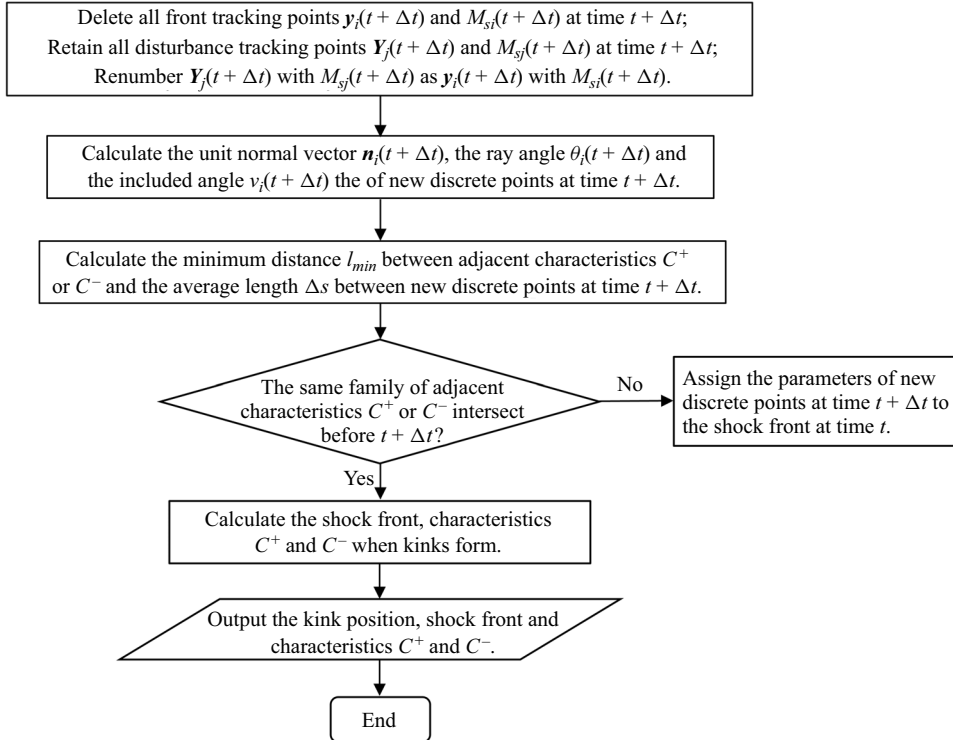 Delete all front tracking points yᵢ(t + Δt) and Mₛᵢ(t + Δt) at time t + Δt;
Retain all disturbance tracking points Yⱼ(t + Δt) and Mₛⱼ(t + Δt) at time t + Δt;
Renumber Yⱼ(t + Δt) with Mₛⱼ(t + Δt) as yᵢ(t + Δt) with Mₛᵢ(t + Δt).
Calculate the unit normal vector nᵢ(t + Δt), the ray angle θᵢ(t + Δt) and
the included angle vᵢ(t + Δt) the of new discrete points at time t + Δt.
Calculate the minimum distance lₘᵢₙ between adjacent characteristics C⁺
or C⁻ and the average length Δs between new discrete points at time t + Δt.
The same family of adjacent
characteristics C⁺ or C⁻ intersect
before t + Δt?
No
Assign the parameters of new
discrete points at time t + Δt to
the shock front at time t.
Yes
Calculate the shock front, characteristics
C⁺ and C⁻ when kinks form.
Output the kink position, shock front and
characteristics C⁺ and C⁻.
End